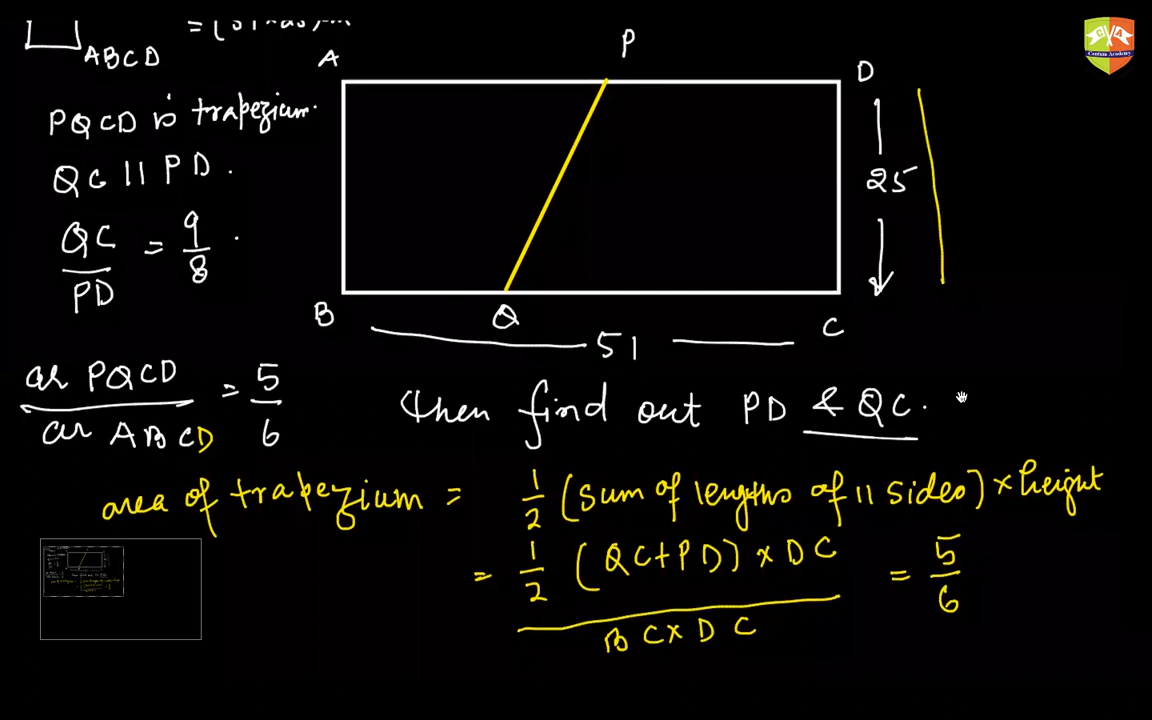 ABCD
A
P
D
PQCD is trapezium.
QC || PD.
QC/PD = 9/8.
25
B
Q
C
51
ar PQCD / ar ABCD = 5/6
then find out PD & QC.
area of trapezium = 1/2 (sum of lengths of || sides) × height
= 1/2 (QC+PD) × DC / BC × DC = 5/6